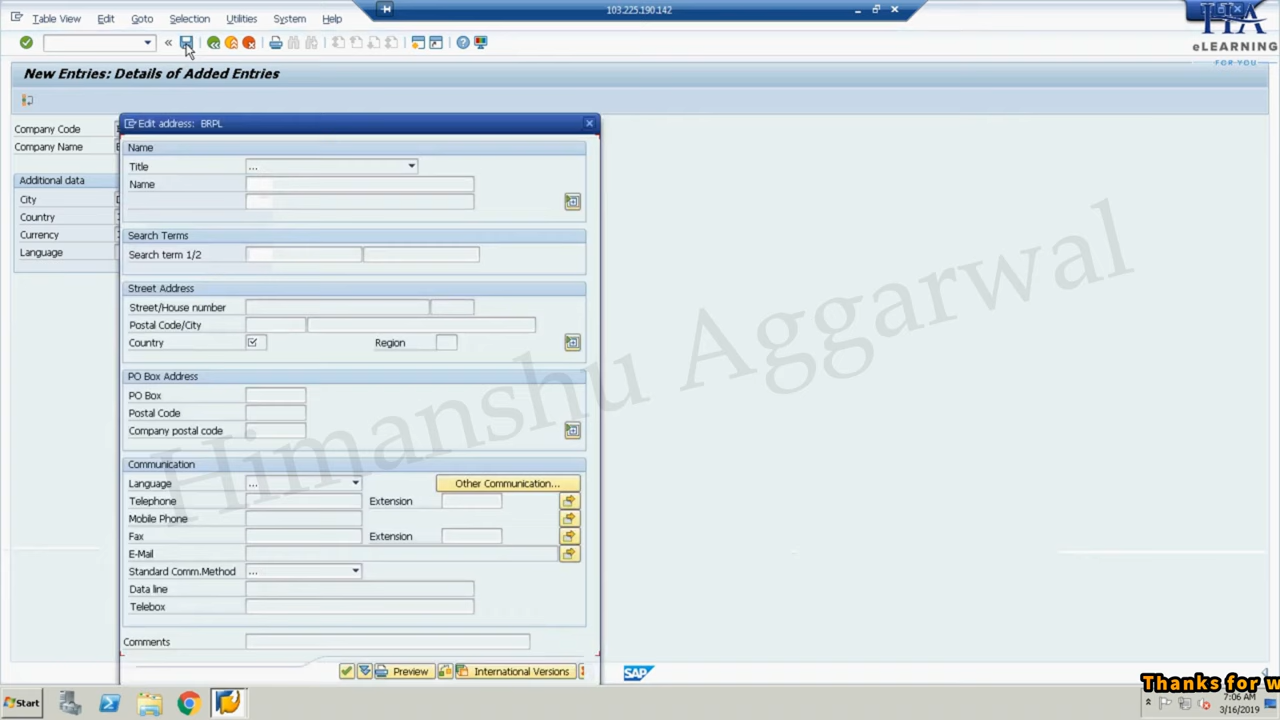 103.225.190.142
Table View Edit Goto Selection Utilities System Help
eLEARNING
FOR YOU
New Entries: Details of Added Entries
Company Code
Company Name
Additional data
City
Country
Currency
Language
Edit address: BRPL
Name
Title ...
Name
Search Terms
Search term 1/2
Street Address
Street/House number
Postal Code/City
Country Region
PO Box Address
PO Box
Postal Code
Company postal code
Communication
Language ... Other Communication...
Telephone Extension
Mobile Phone
Fax Extension
E-Mail
Standard Comm.Method ...
Data line
Telebox
Comments
Preview International Versions
SAP
Himanshu Aggarwal
Thanks for w
Start
7:06 AM
3/16/2019